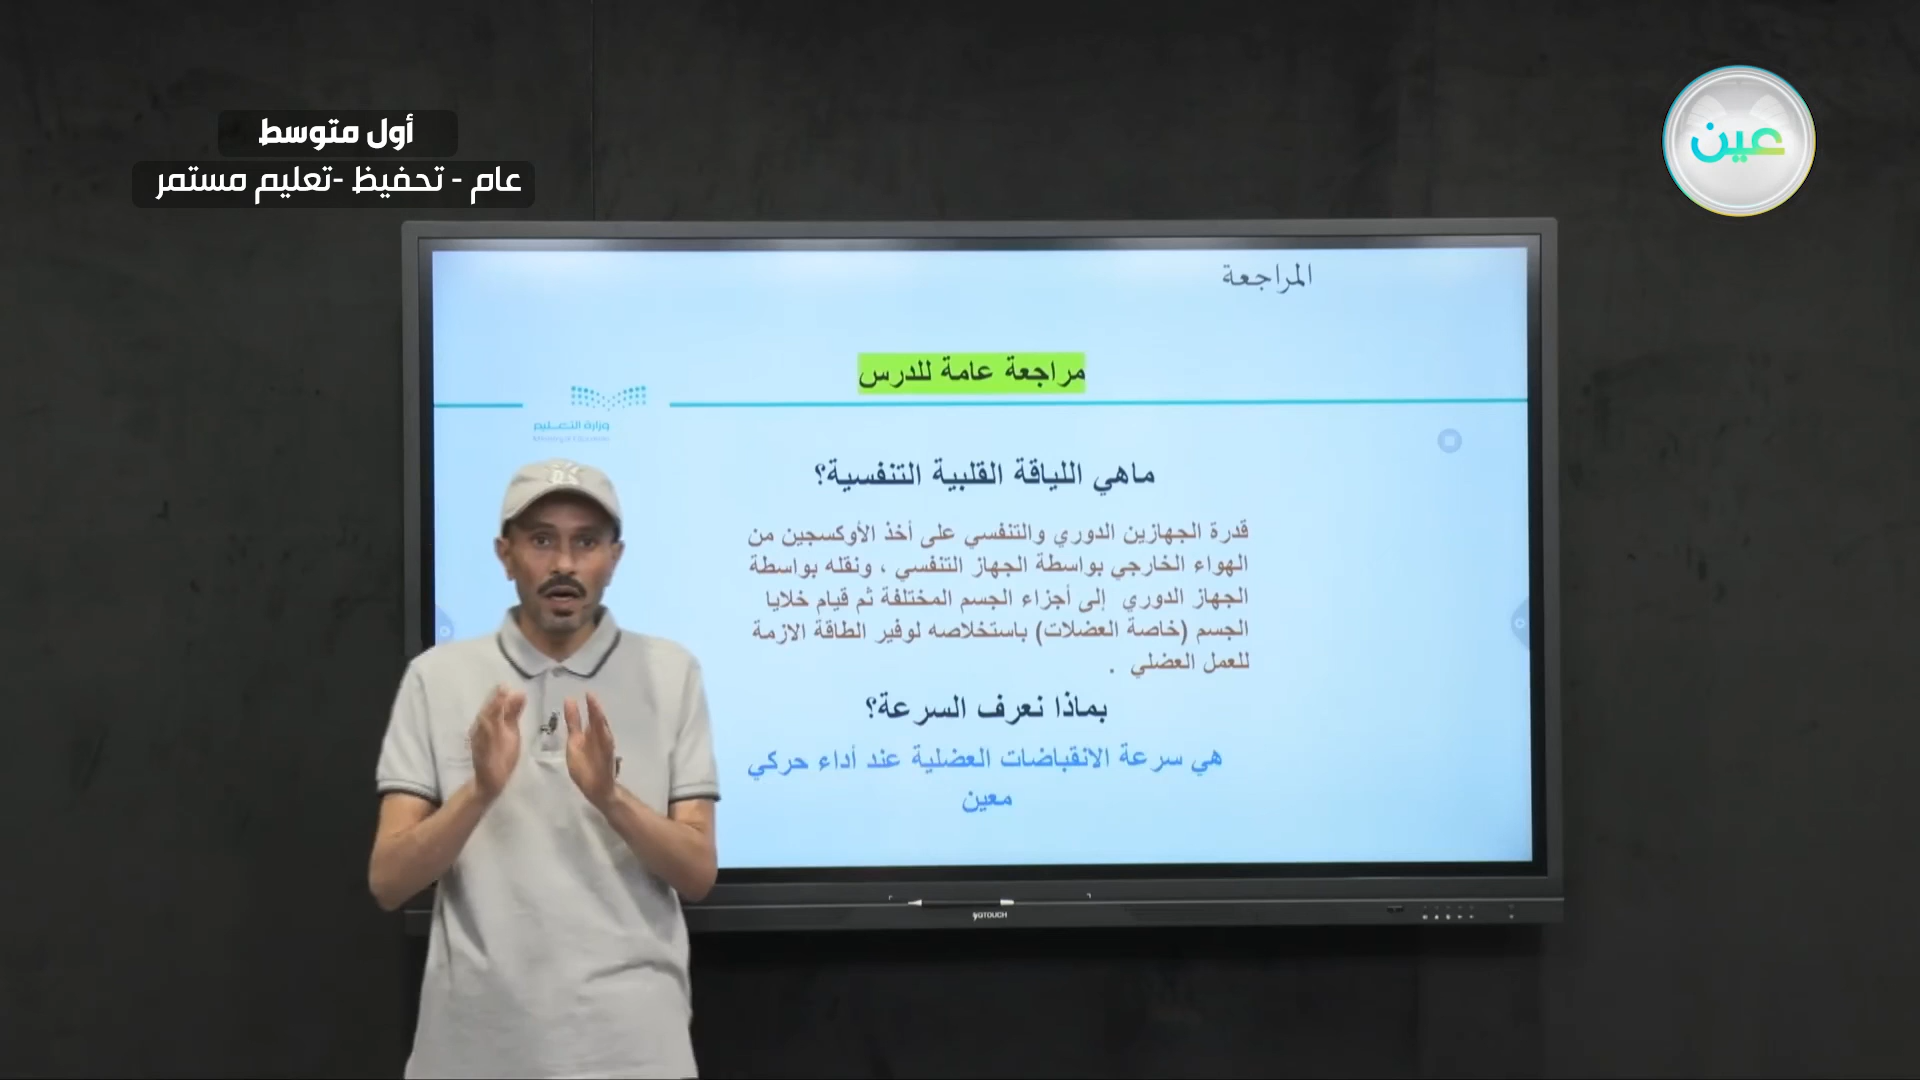 أول متوسط
عام - تحفيظ -تعليم مستمر
عين
المراجعة
مراجعة عامة للدرس
وزارة التعليم
Ministry of Education
ماهي اللياقة القلبية التنفسية؟
قدرة الجهازين الدوري والتنفسي على أخذ الأوكسجين من
الهواء الخارجي بواسطة الجهاز التنفسي ، ونقله بواسطة
الجهاز الدوري إلى أجزاء الجسم المختلفة ثم قيام خلايا
الجسم (خاصة العضلات) باستخلاصه لوفير الطاقة الازمة
للعمل العضلي .
بماذا نعرف السرعة؟
هي سرعة الانقباضات العضلية عند أداء حركي
معين